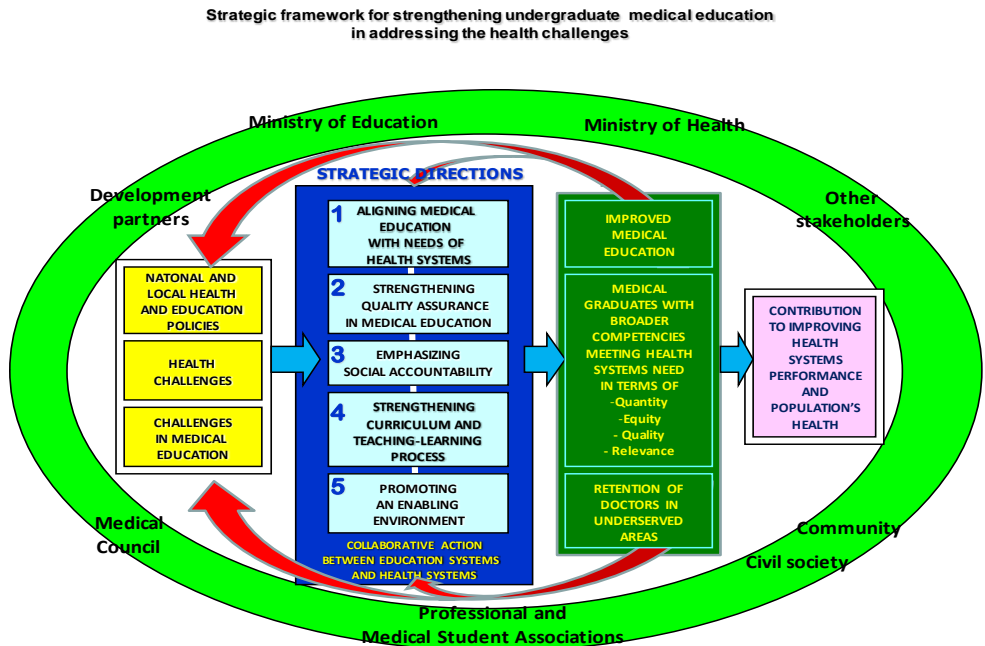 Strategic framework for strengthening undergraduate medical education
in addressing the health challenges
Ministry of Education
Ministry of Health
Development
partners
Other
stakeholders
STRATEGIC DIRECTIONS
NATONAL AND
LOCAL HEALTH
AND EDUCATION
POLICIES
HEALTH
CHALLENGES
CHALLENGES
IN MEDICAL
EDUCATION
1 ALIGNING MEDICAL
EDUCATION
WITH NEEDS OF
HEALTH SYSTEMS
2 STRENGTHENING
QUALITY ASSURANCE
IN MEDICAL EDUCATION
3 EMPHASIZING
SOCIAL ACCOUNTABILITY
4 STRENGTHENING
CURRICULUM AND
TEACHING-LEARNING
PROCESS
5 PROMOTING
AN ENABLING
ENVIRONMENT
COLLABORATIVE ACTION
BETWEEN EDUCATION SYSTEMS
AND HEALTH SYSTEMS
IMPROVED
MEDICAL
EDUCATION
MEDICAL
GRADUATES WITH
BROADER
COMPETENCIES
MEETING HEALTH
SYSTEMS NEED
IN TERMS OF
-Quantity
-Equity
- Quality
- Relevance
RETENTION OF
DOCTORS IN
UNDERSERVED
AREAS
CONTRIBUTION
TO IMPROVING
HEALTH
SYSTEMS
PERFORMANCE
AND
POPULATION'S
HEALTH
Medical
Council
Community
Civil society
Professional and
Medical Student Associations